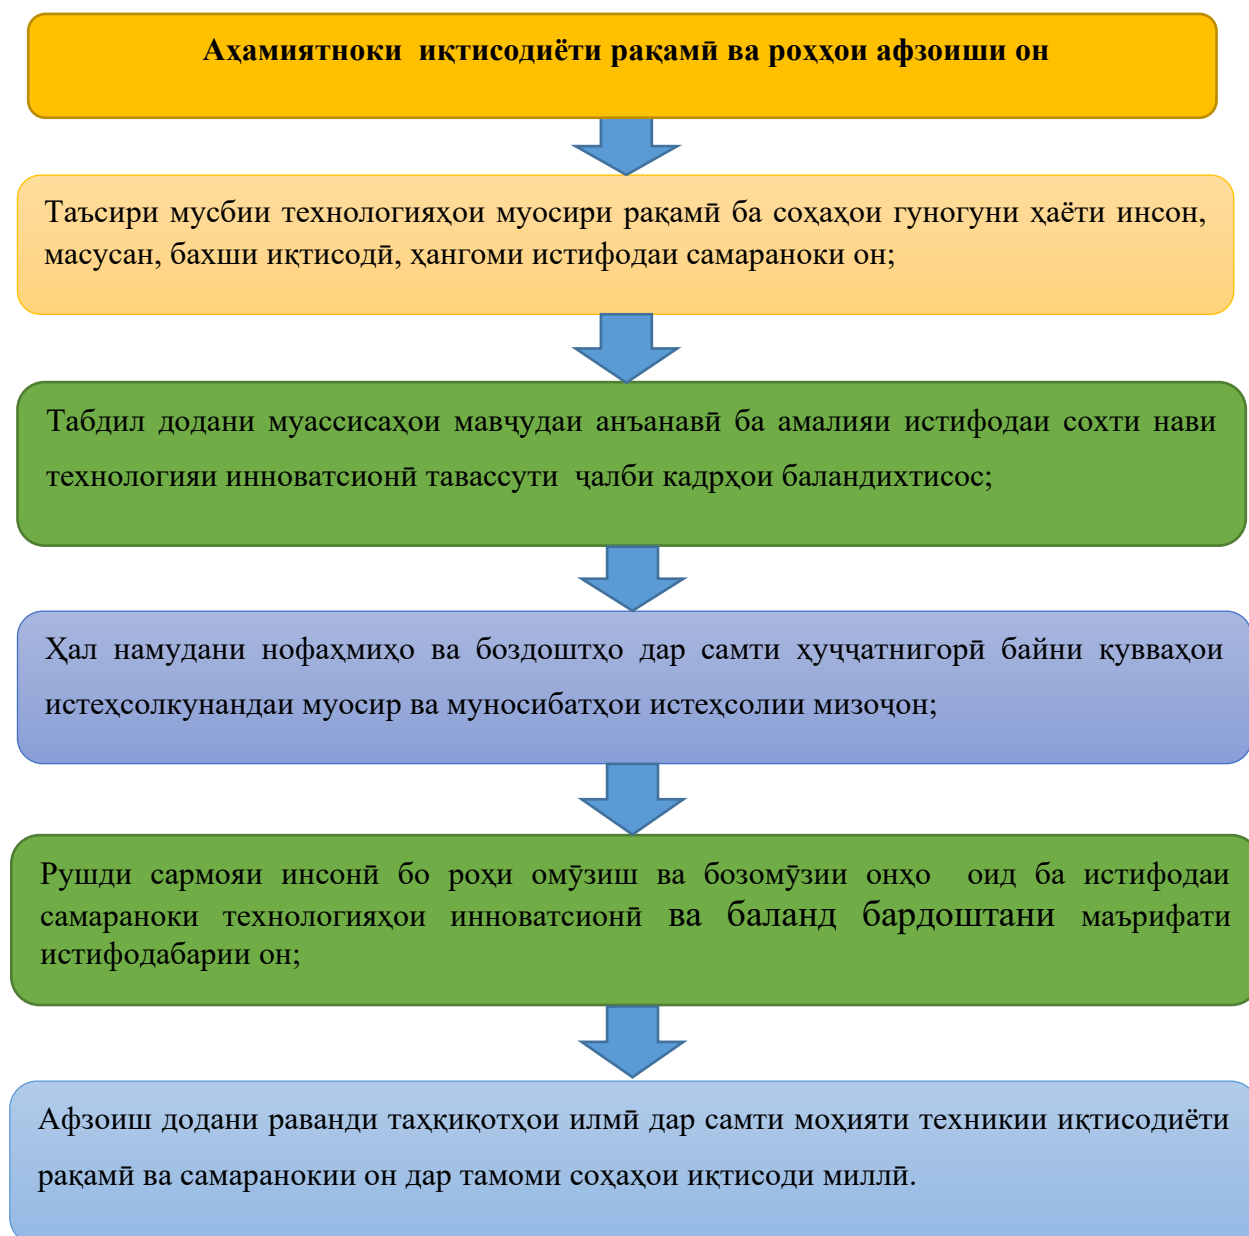 Аҳамиятноки иқтисодиёти рақамӣ ва роҳҳои афзоиши он
Таъсири мусбии технологияҳои муосири рақамӣ ба соҳаҳои гуногуни ҳаёти инсон,
масусан, бахши иқтисодӣ, ҳангоми истифодаи самараноки он;
Табдил додани муассисаҳои мавҷудаи анъанавӣ ба амалияи истифодаи сохти нави
технологияи инноватсионӣ тавассути ҷалби кадрҳои баландихтисос;
Ҳал намудани нофаҳмиҳо ва боздоштҳо дар самти ҳуҷҷатнигорӣ байни қувваҳои
истеҳсолкунандаи муосир ва муносибатҳои истеҳсолии мизоҷон;
Рушди сармояи инсонӣ бо роҳи омӯзиш ва бозомӯзии онҳо оид ба истифодаи
самараноки технологияҳои инноватсионӣ ва баланд бардоштани маърифати
истифодабарии он;
Афзоиш додани раванди таҳқиқотҳои илмӣ дар самти моҳияти техникии иқтисодиёти
рақамӣ ва самаранокии он дар тамоми соҳаҳои иқтисоди миллӣ.